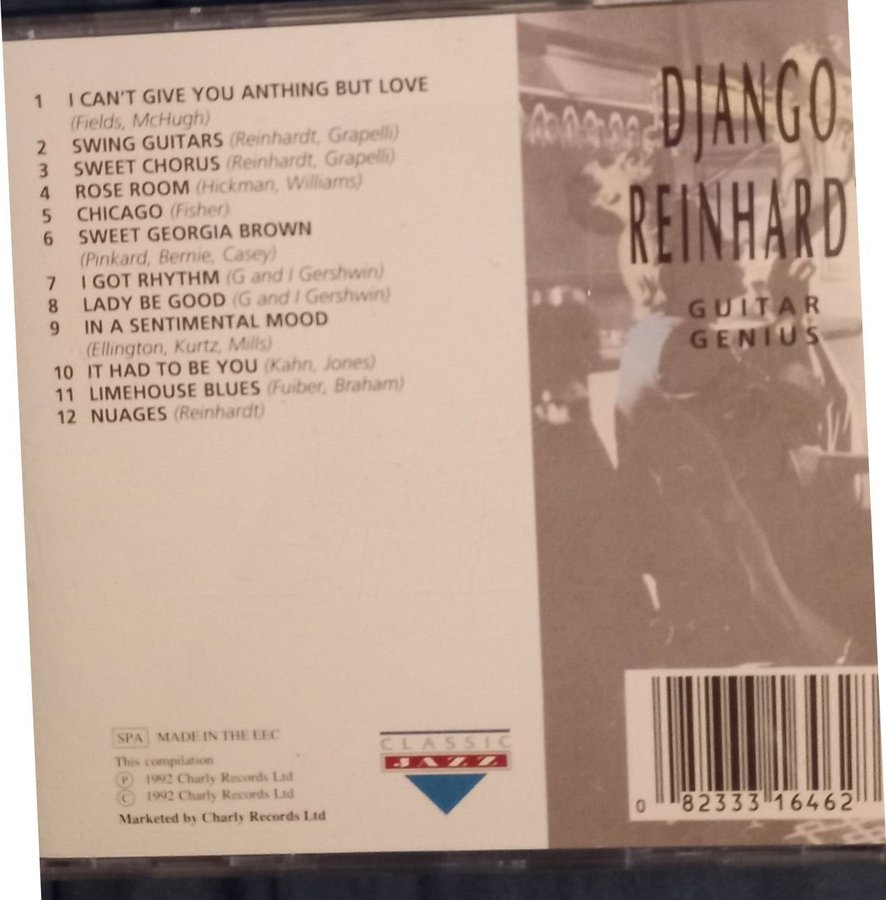 1 I CAN'T GIVE YOU ANTHING BUT LOVE
(Fields, McHugh)
2 SWING GUITARS (Reinhardt, Grapelli)
3 SWEET CHORUS (Reinhardt, Grapelli)
4 ROSE ROOM (Hickman, Williams)
5 CHICAGO (Fisher)
6 SWEET GEORGIA BROWN
(Pinkard, Bernie, Casey)
7 I GOT RHYTHM (G and I Gershwin)
8 LADY BE GOOD (G and I Gershwin)
9 IN A SENTIMENTAL MOOD
(Ellington, Kurtz, Mills)
10 IT HAD TO BE YOU (Kahn, Jones)
11 LIMEHOUSE BLUES (Fuiber, Braham)
12 NUAGES (Reinhardt)
DJANGO
REINHARD
GUITAR
GENIUS
SPA MADE IN THE EEC
This compilation
Ⓟ 1992 Charly Records Ltd
© 1992 Charly Records Ltd
Marketed by Charly Records Ltd
CLASSIC
JAZZ
0 82333 16462